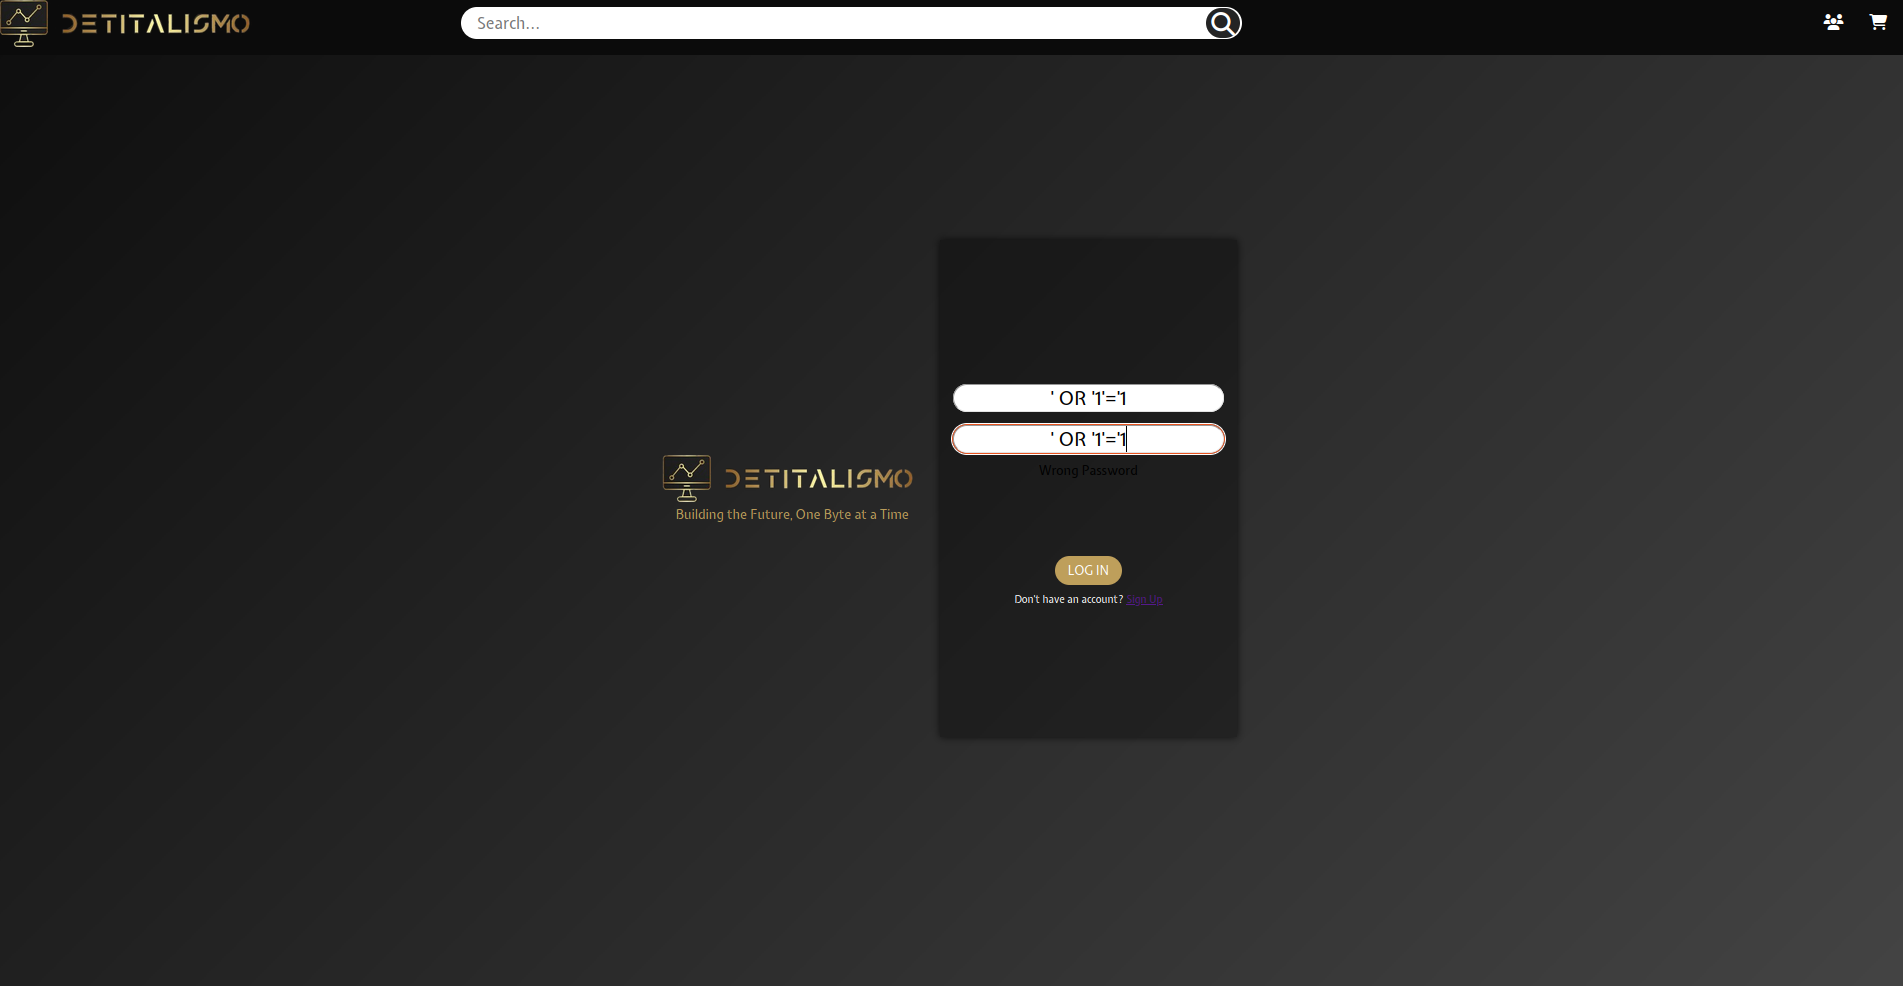 DETITALISMO
Search...
' OR '1'='1
' OR '1'='1
Wrong Password
DETITALISMO
Building the Future, One Byte at a Time
LOG IN
Don't have an account? Sign Up